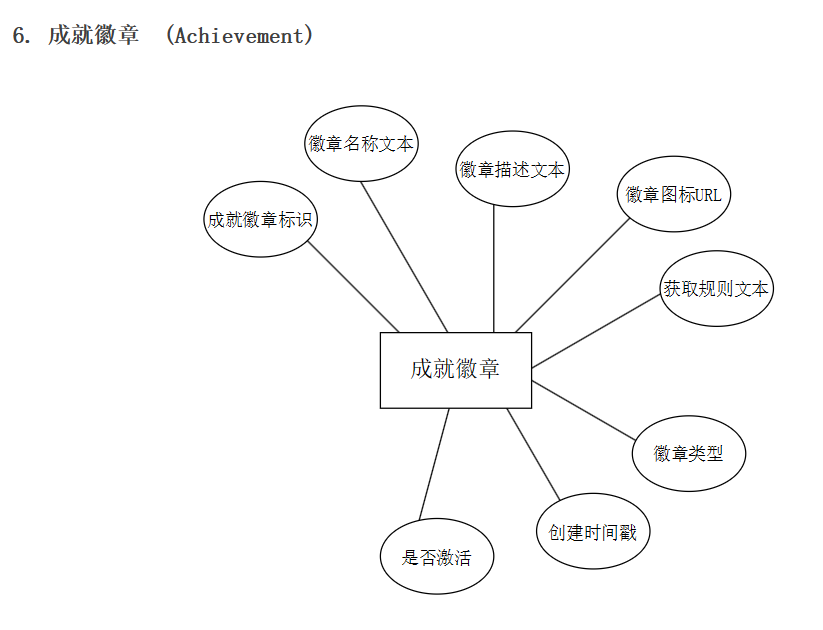 6. 成就徽章 (Achievement)
徽章名称文本
徽章描述文本
徽章图标URL
成就徽章标识
获取规则文本
成就徽章
徽章类型
创建时间戳
是否激活